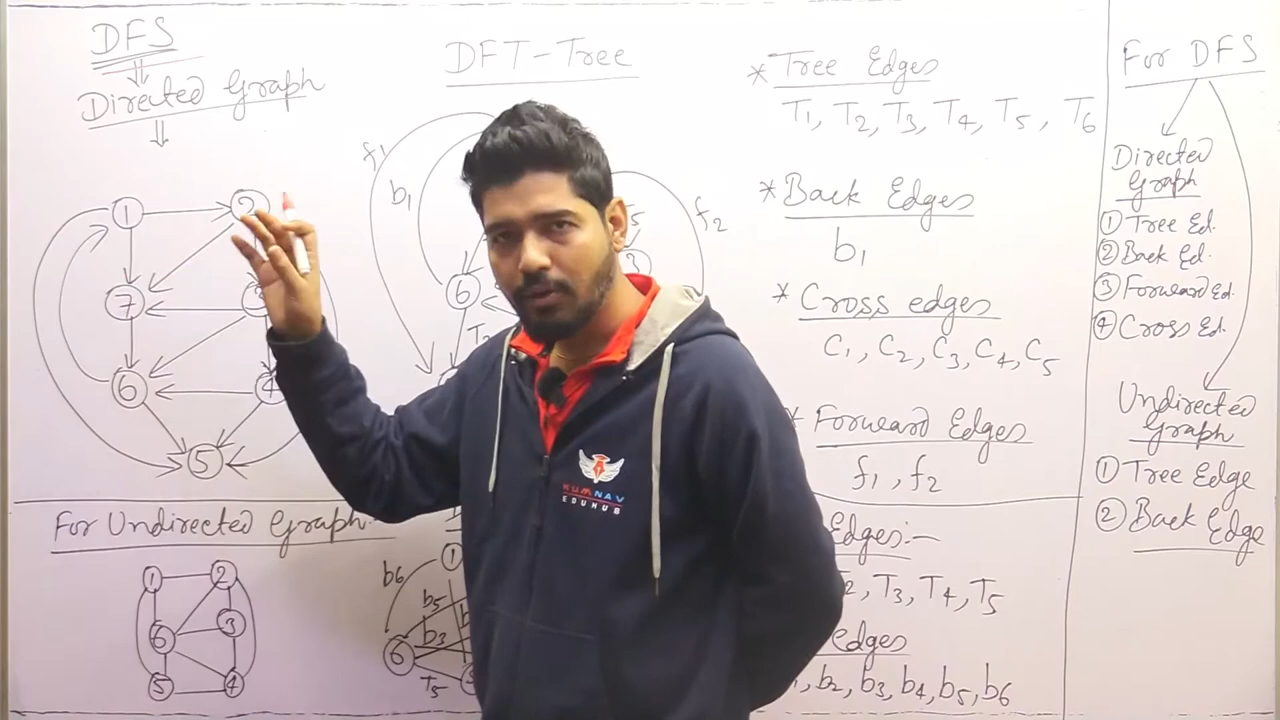 DFS
Directed Graph
1
2
7
3
6
4
5
DFT-Tree
f1
b1
f2
6
3
* Tree Edges
T1, T2, T3, T4, T5, T6
* Back Edges
b1
* Cross edges
C1, C2, C3, C4, C5
* Forward Edges
f1, f2
For DFS
Directed
Graph
① Tree Ed.
② Back Ed.
③ Forward Ed.
④ Cross Ed.
Undirected
Graph
① Tree Edge
② Back Edge
For Undirected Graph
1
2
6
3
5
4
1
b6
b5
b3
6
T5
Edges:-
T3, T4, T5
edges
b2, b3, b4, b5, b6
KUMNAV
EDUHUB